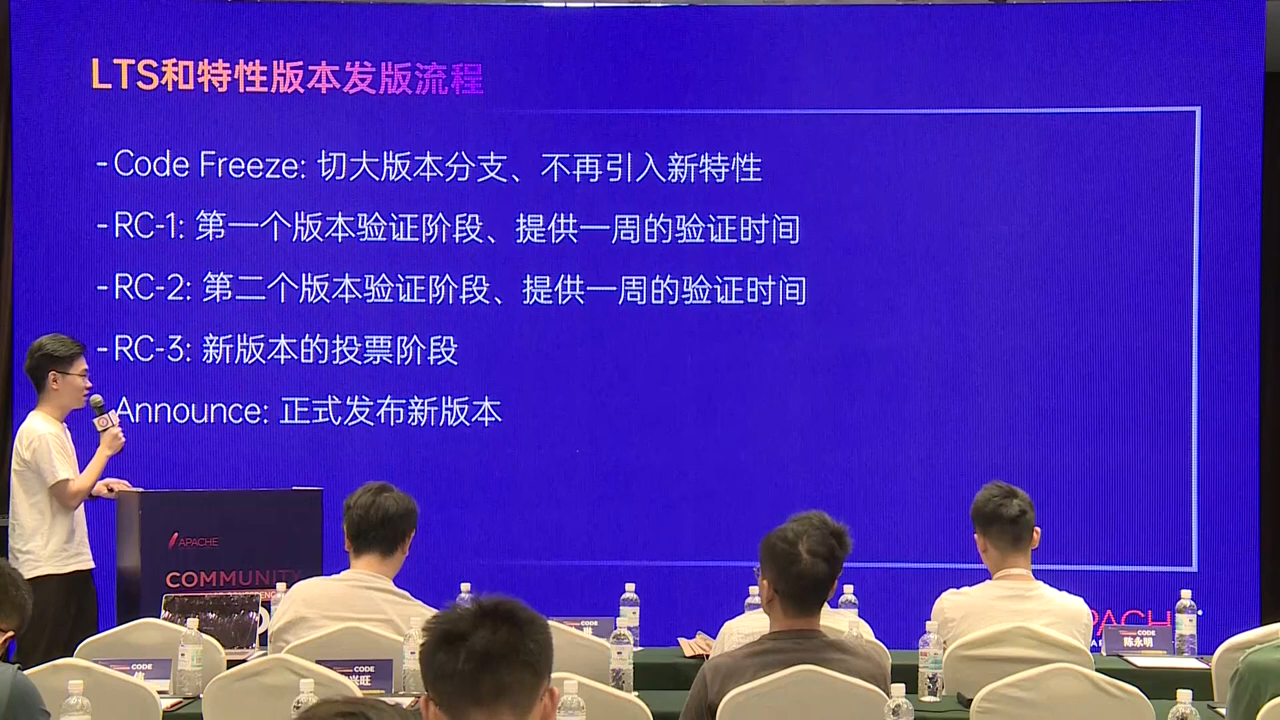 LTS和特性版本发版流程
-Code Freeze: 切大版本分支、不再引入新特性
-RC-1: 第一个版本验证阶段、提供一周的验证时间
-RC-2: 第二个版本验证阶段、提供一周的验证时间
-RC-3: 新版本的投票阶段
Announce: 正式发布新版本
APACHE
COMMUNITY
CODE
CODE
CODE
陈永明